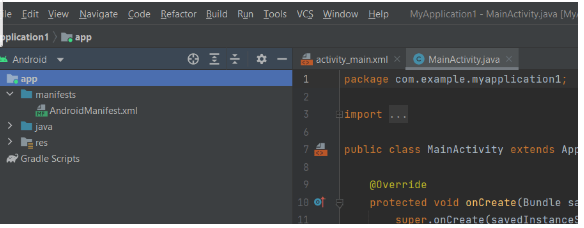 ile Edit View Navigate Code Refactor Build Run Tools VCS Window Help MyApplication1 - MainActivity.java [My
pplication1 app
Android
activity_main.xml MainActivity.java
app
manifests
AndroidManifest.xml
java
res
Gradle Scripts
1 package com.example.myapplication1;
2
3 import ...
6
7 public class MainActivity extends App
8
9 @Override
10 protected void onCreate(Bundle sa
11 super.onCreate(savedInstanceS